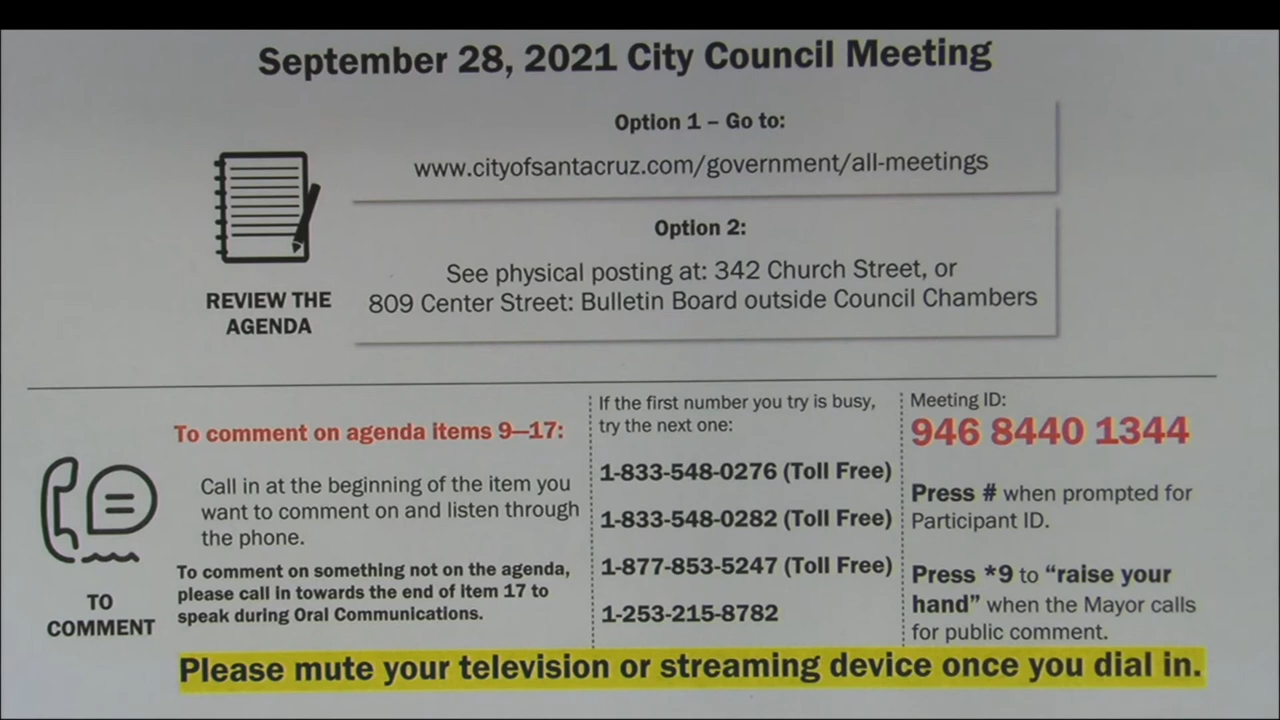 September 28, 2021 City Council Meeting
Option 1 – Go to:
www.cityofsantacruz.com/government/all-meetings
Option 2:
See physical posting at: 342 Church Street, or
809 Center Street: Bulletin Board outside Council Chambers
REVIEW THE
AGENDA
To comment on agenda items 9—17:
Call in at the beginning of the item you
want to comment on and listen through
the phone.
To comment on something not on the agenda,
please call in towards the end of Item 17 to
speak during Oral Communications.
TO
COMMENT
If the first number you try is busy,
try the next one:
1-833-548-0276 (Toll Free)
1-833-548-0282 (Toll Free)
1-877-853-5247 (Toll Free)
1-253-215-8782
Meeting ID:
946 8440 1344
Press # when prompted for
Participant ID.
Press *9 to “raise your
hand” when the Mayor calls
for public comment.
Please mute your television or streaming device once you dial in.